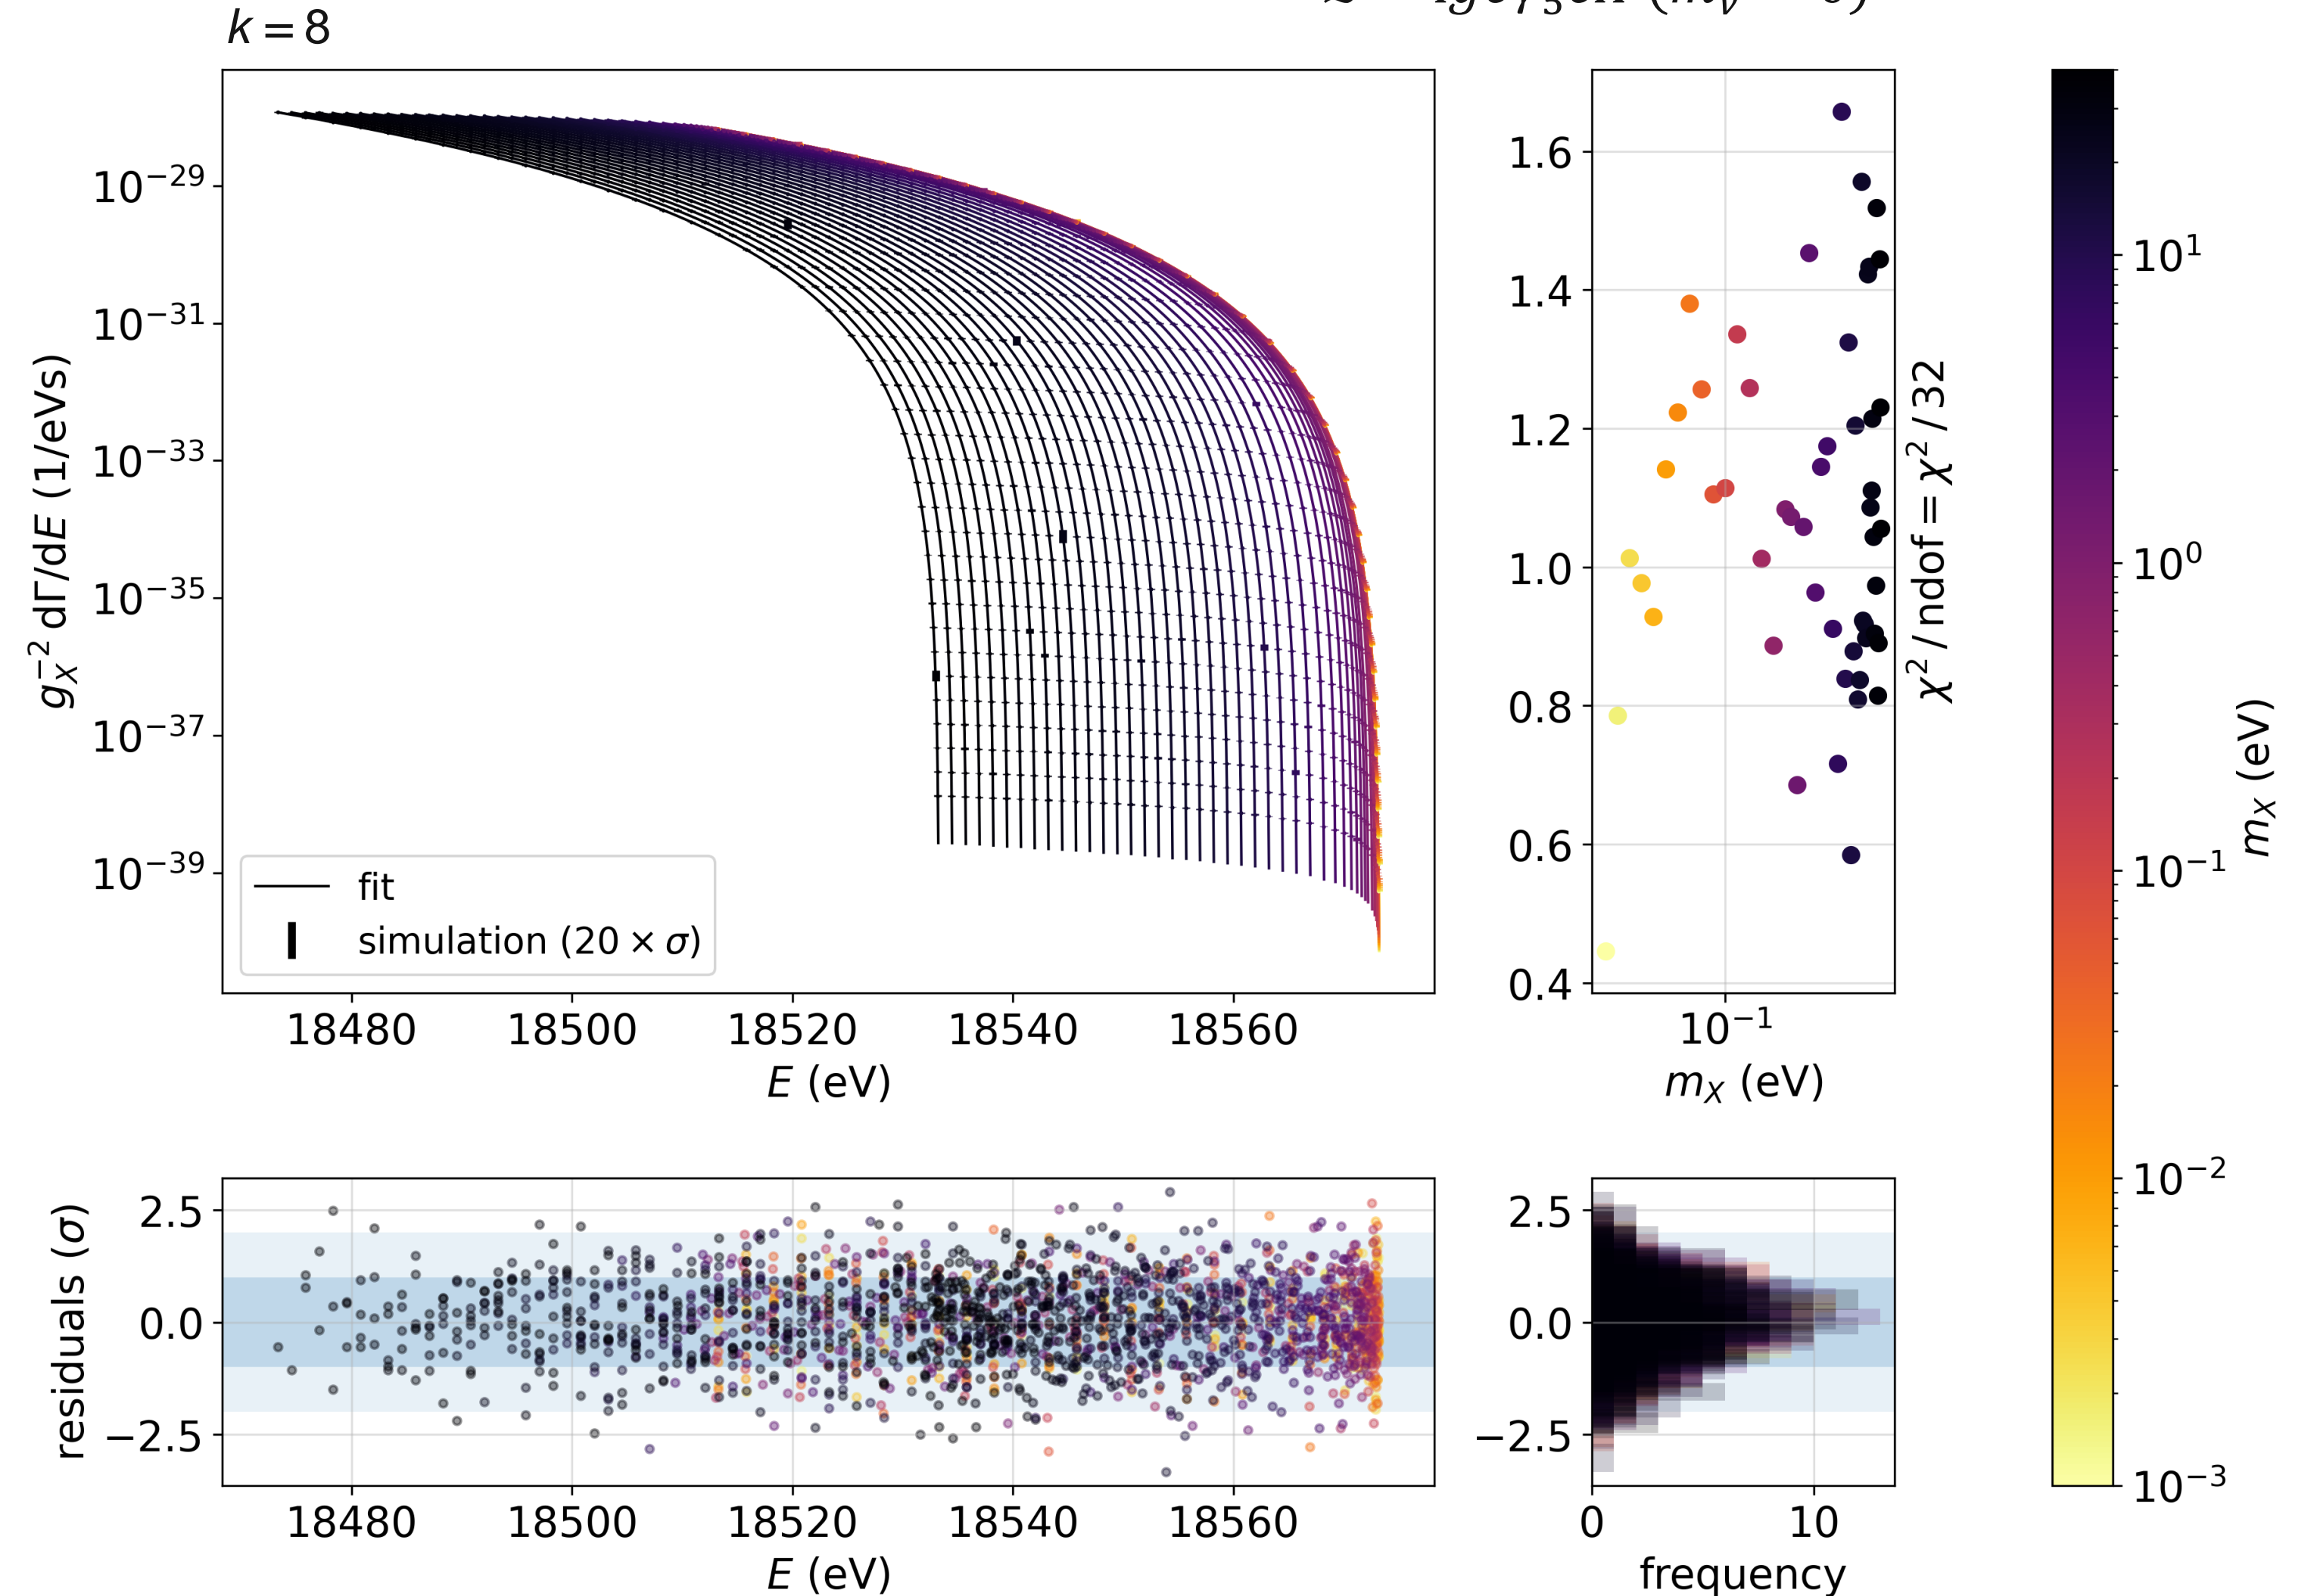 k = 8
10⁻²⁹
10⁻³¹
10⁻³³
10⁻³⁵
10⁻³⁷
10⁻³⁹
g_X⁻² dΓ/dE (1/eVs)
fit
simulation (20 × σ)
18480 18500 18520 18540 18560
E (eV)
1.6
1.4
1.2
1.0
0.8
0.6
0.4
χ² / ndof = χ² / 32
10⁻¹
m_X (eV)
10¹
10⁰
10⁻¹
10⁻²
10⁻³
m_X (eV)
2.5
0.0
−2.5
residuals (σ)
18480 18500 18520 18540 18560
E (eV)
2.5
0.0
−2.5
0 10
frequency